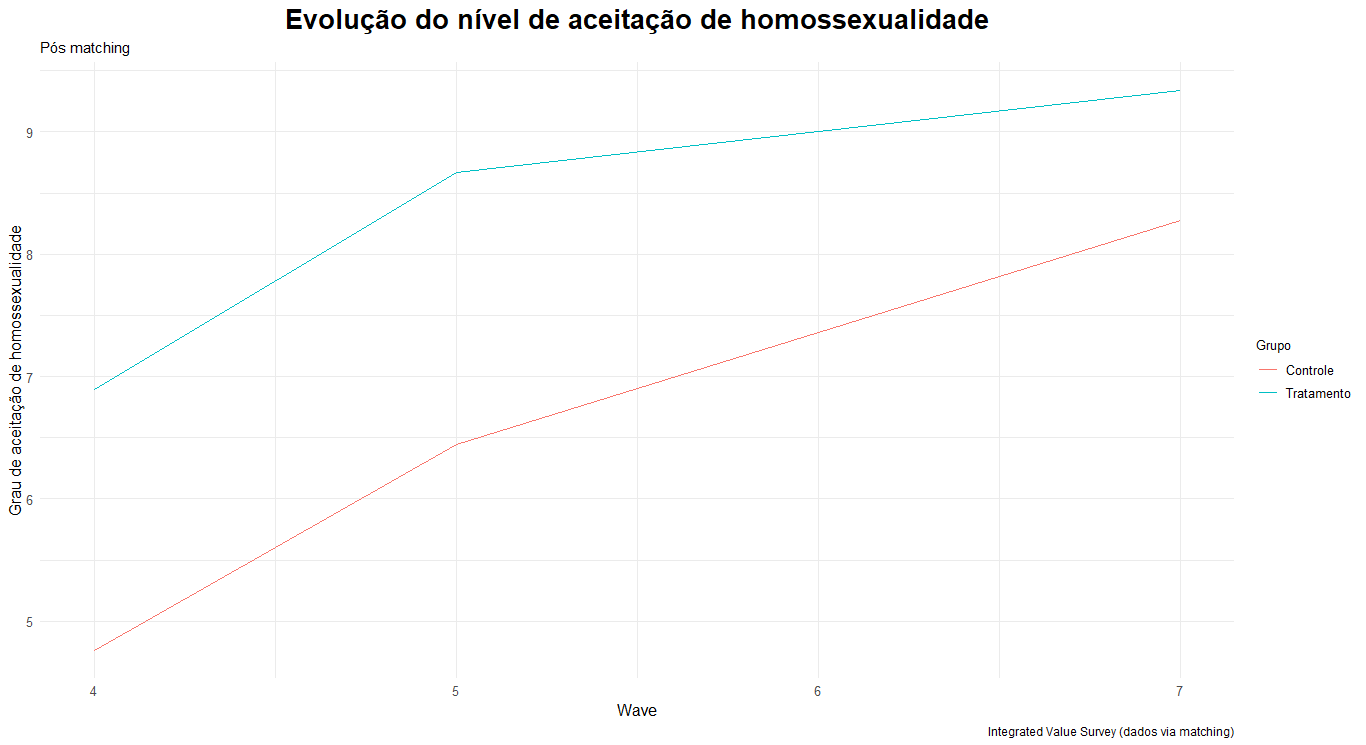 Evolução do nível de aceitação de homossexualidade
Pós matching
Grau de aceitação de homossexualidade
9
8
7
6
5
4
5
6
7
Wave
Grupo
Controle
Tratamento
Integrated Value Survey (dados via matching)